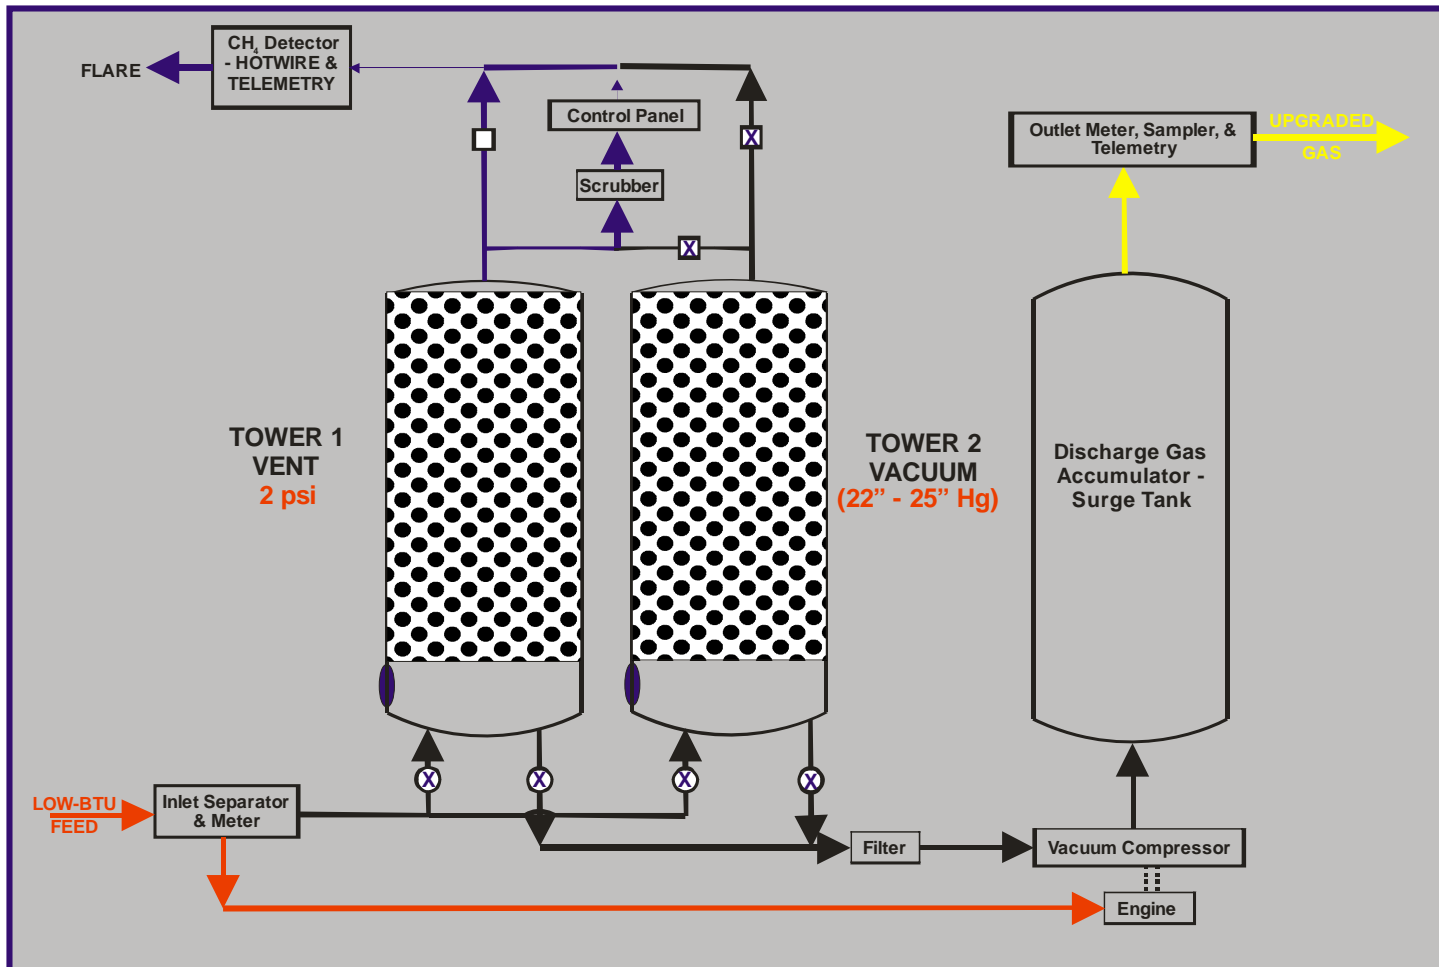 FLARE
CH4 Detector
- HOTWIRE &
TELEMETRY
Control Panel
X
Scrubber
X
Outlet Meter, Sampler, &
Telemetry
UPGRADED
GAS
TOWER 1
VENT
2 psi
TOWER 2
VACUUM
(22” - 25” Hg)
Discharge Gas
Accumulator -
Surge Tank
X
X
X
X
LOW-BTU
FEED
Inlet Separator
& Meter
Filter
Vacuum Compressor
Engine